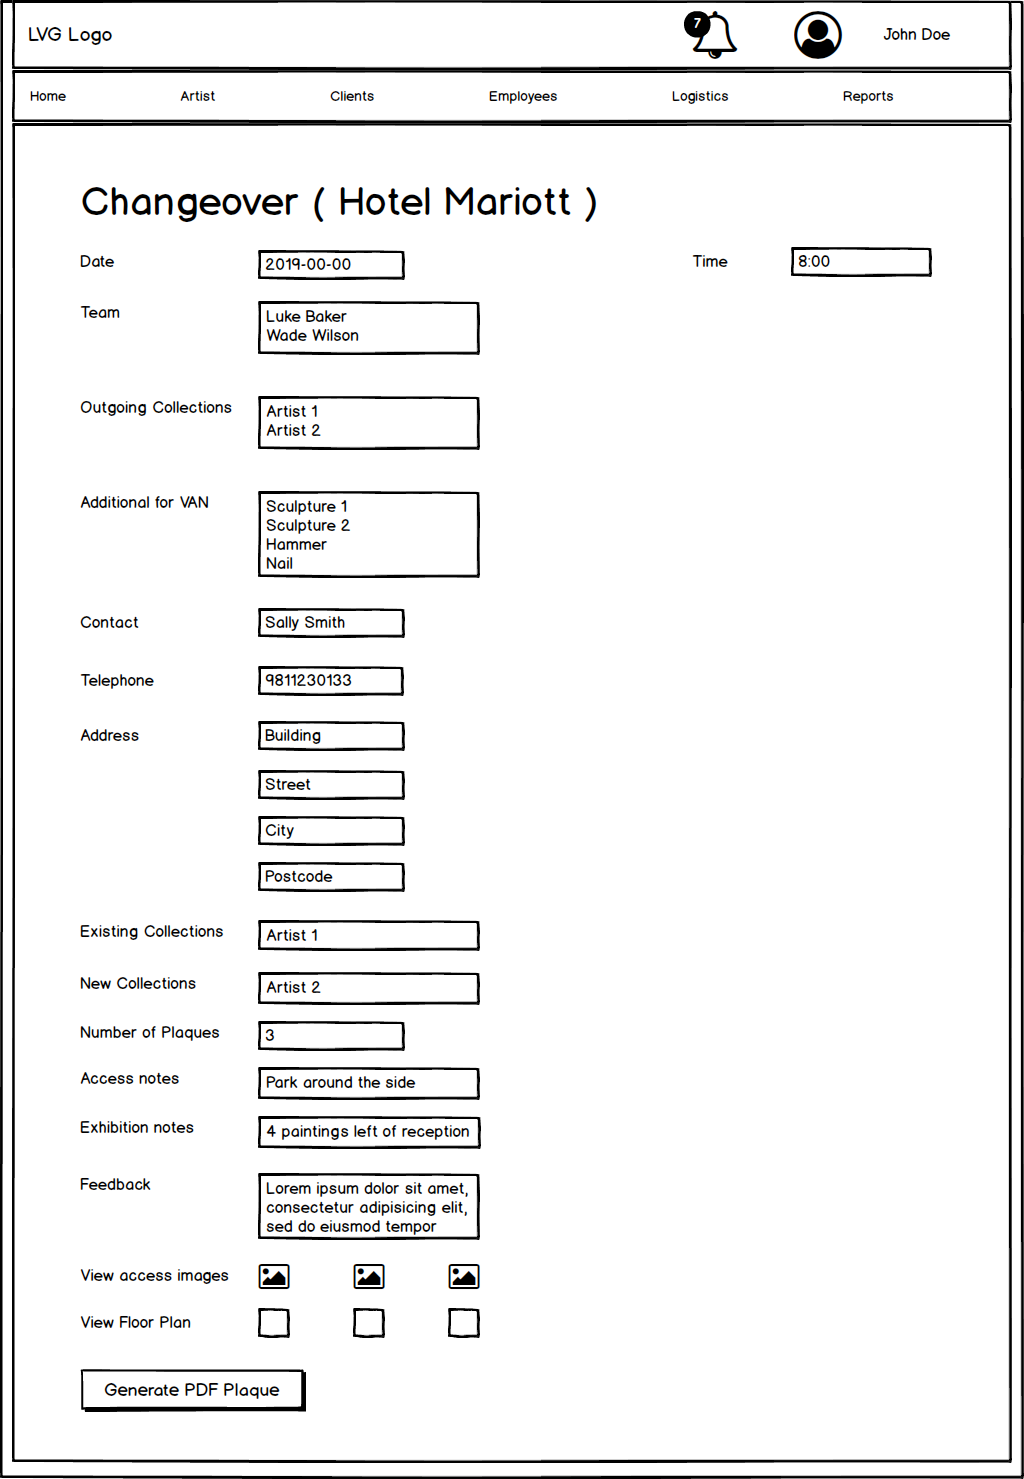 LVG Logo
7
John Doe
Home Artist Clients Employees Logistics Reports
Changeover ( Hotel Mariott )
Date 2019-00-00 Time 8:00
Team Luke Baker
Wade Wilson
Outgoing Collections Artist 1
Artist 2
Additional for VAN Sculpture 1
Sculpture 2
Hammer
Nail
Contact Sally Smith
Telephone 9811230133
Address Building
Street
City
Postcode
Existing Collections Artist 1
New Collections Artist 2
Number of Plaques 3
Access notes Park around the side
Exhibition notes 4 paintings left of reception
Feedback Lorem ipsum dolor sit amet,
consectetur adipisicing elit,
sed do eiusmod tempor
View access images
View Floor Plan
Generate PDF Plaque